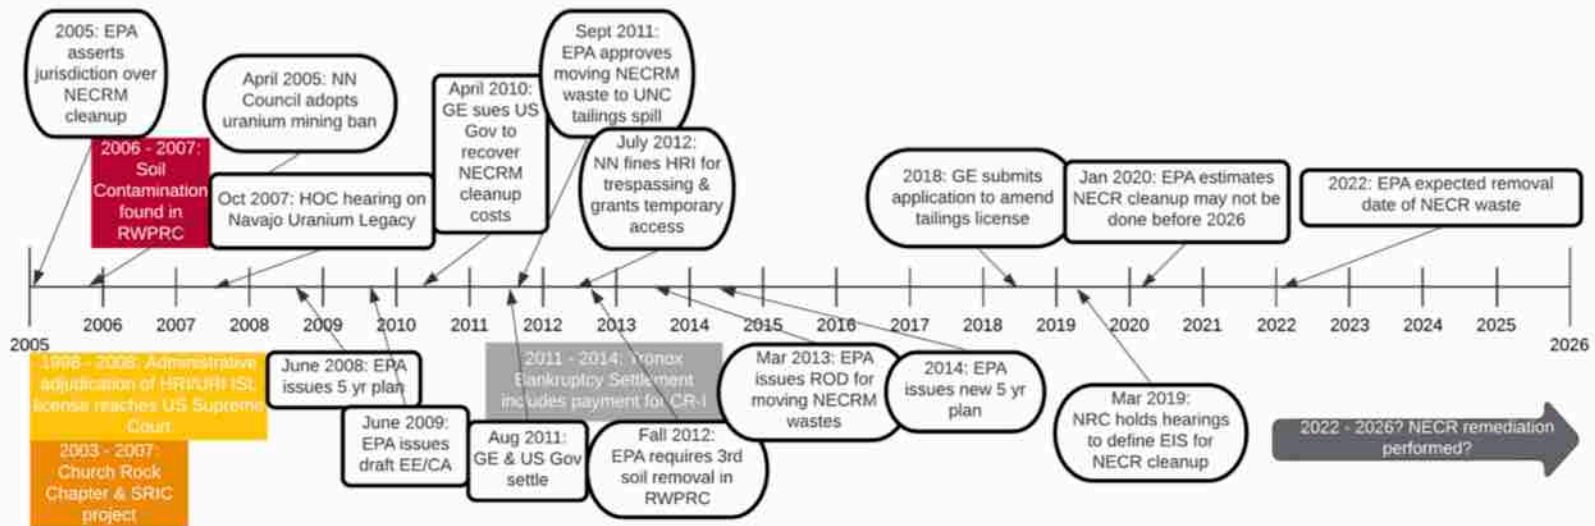 2005: EPA
asserts
jurisdiction over
NECRM
cleanup
April 2005: NN
Council adopts
uranium mining ban
2006 - 2007:
Soil
Contamination
found in
RWPRC
Oct 2007: HOC hearing on
Navajo Uranium Legacy
April 2010:
GE sues US
Gov to
recover
NECRM
cleanup
costs
Sept 2011:
EPA approves
moving NECRM
waste to UNC
tailings spill
July 2012:
NN fines HRI for
trespassing &
grants temporary
access
2018: GE submits
application to amend
tailings license
Jan 2020: EPA estimates
NECR cleanup may not be
done before 2026
2022: EPA expected removal
date of NECR waste
2005
2006
2007
2008
2009
2010
2011
2012
2013
2014
2015
2016
2017
2018
2019
2020
2021
2022
2023
2024
2025
2026
1998 - 2008: Administrative
adjudication of HRI/URI ISL
license reaches US Supreme
Court
2003 - 2007:
Church Rock
Chapter & SRIC
project
June 2008: EPA
issues 5 yr plan
June 2009:
EPA issues
draft EE/CA
2011 - 2014: Tronox
Bankruptcy Settlement
includes payment for CR-I
Aug 2011:
GE & US Gov
settle
Fall 2012:
EPA requires 3rd
soil removal in
RWPRC
Mar 2013: EPA
issues ROD for
moving NECRM
wastes
2014: EPA
issues new 5 yr
plan
Mar 2019:
NRC holds hearings
to define EIS for
NECR cleanup
2022 - 2026? NECR remediation
performed?